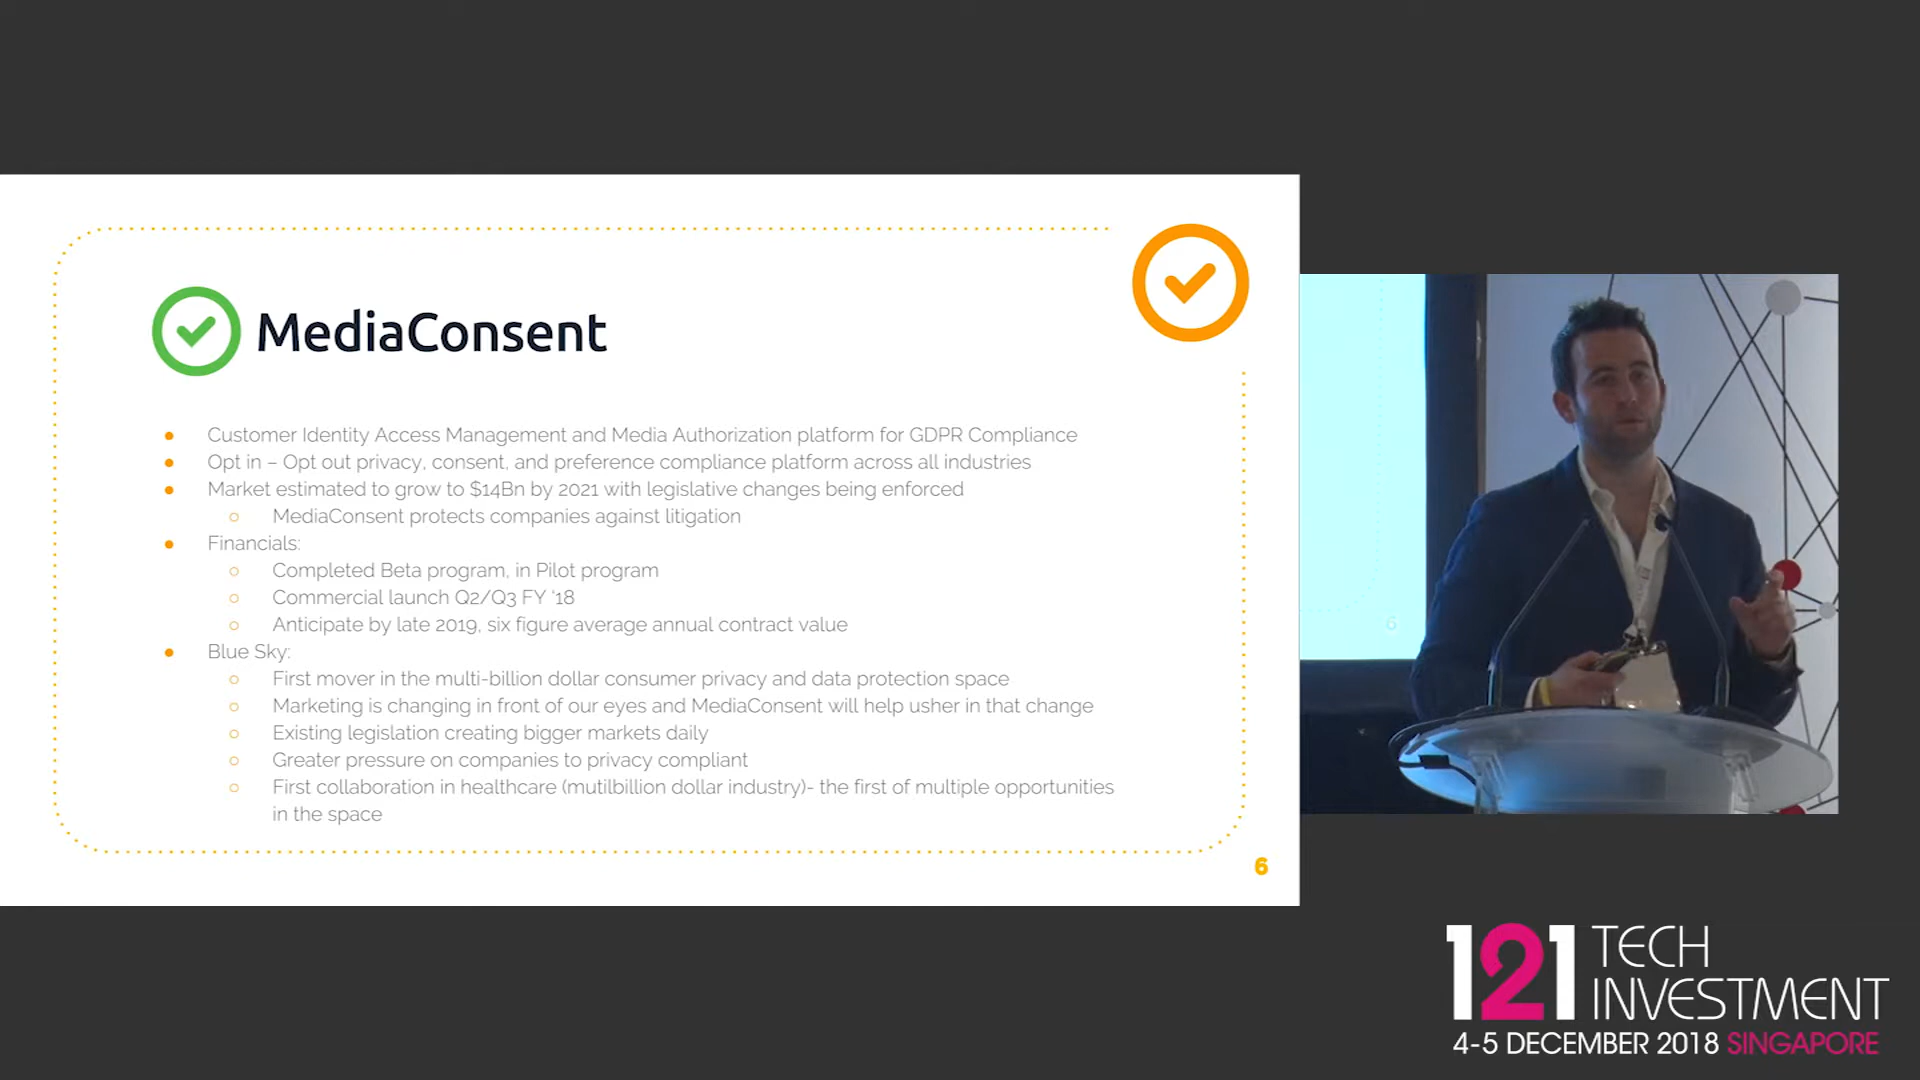 MediaConsent
● Customer Identity Access Management and Media Authorization platform for GDPR Compliance
● Opt in – Opt out privacy, consent, and preference compliance platform across all industries
● Market estimated to grow to $14Bn by 2021 with legislative changes being enforced
○ MediaConsent protects companies against litigation
● Financials:
○ Completed Beta program, in Pilot program
○ Commercial launch Q2/Q3 FY ‘18
○ Anticipate by late 2019, six figure average annual contract value
● Blue Sky:
○ First mover in the multi-billion dollar consumer privacy and data protection space
○ Marketing is changing in front of our eyes and MediaConsent will help usher in that change
○ Existing legislation creating bigger markets daily
○ Greater pressure on companies to privacy compliant
○ First collaboration in healthcare (mutilbillion dollar industry)- the first of multiple opportunities
in the space
6
6
121 TECH
INVESTMENT
4-5 DECEMBER 2018 SINGAPORE